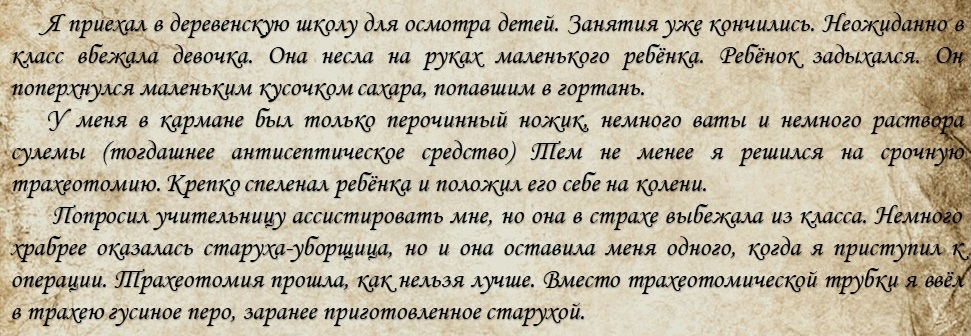 Я приехал в деревенскую школу для осмотра детей. Занятия уже кончились. Неожиданно в
класс вбежала девочка. Она несла на руках маленького ребёнка. Ребёнок задыхался. Он
поперхнулся маленьким кусочком сахара, попавшим в гортань.
У меня в кармане был только перочинный ножик, немного ваты и немного раствора
сулемы (тогдашнее антисептическое средство) Тем не менее я решился на срочную
трахеотомию. Крепко спеленал ребёнка и положил его себе на колени.
Попросил учительницу ассистировать мне, но она в страхе выбежала из класса. Немного
храбрее оказалась старуха-уборщица, но и она оставила меня одного, когда я приступил к
операции. Трахеотомия прошла, как нельзя лучше. Вместо трахеотомической трубки я ввёл
в трахею гусиное перо, заранее приготовленное старухой.